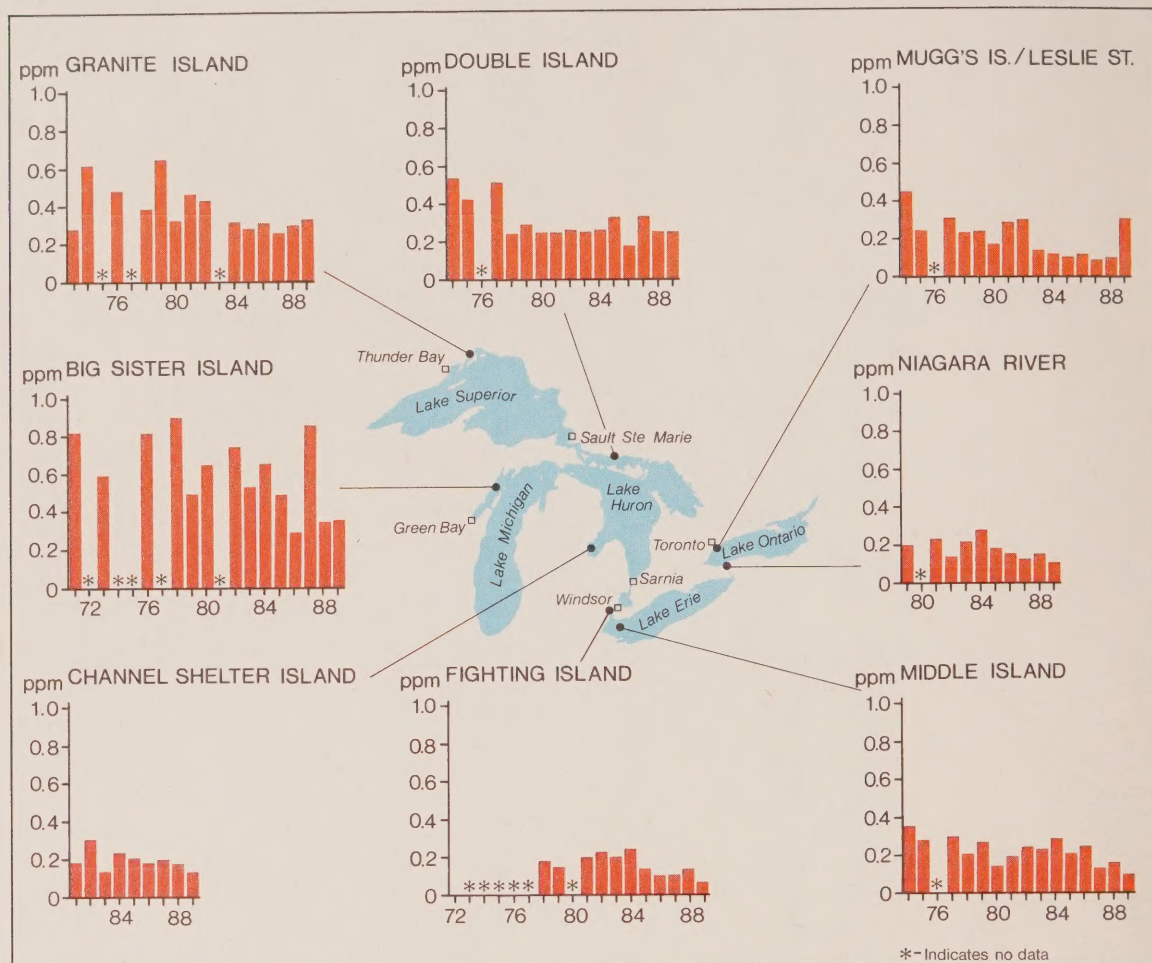 ppm GRANITE ISLAND
1.0
0.8
0.6
0.4
0.2
0
* * *
76 80 84 88
ppm DOUBLE ISLAND
1.0
0.8
0.6
0.4
0.2
0
*
76 80 84 88
ppm MUGG'S IS./LESLIE ST.
1.0
0.8
0.6
0.4
0.2
0
*
76 80 84 88
ppm BIG SISTER ISLAND
1.0
0.8
0.6
0.4
0.2
0
* * * * *
72 76 80 84 88
Thunder Bay
Lake Superior
Sault Ste Marie
Lake Huron
Lake Michigan
Green Bay
Toronto
Lake Ontario
Sarnia
Windsor
Lake Erie
ppm NIAGARA RIVER
1.0
0.8
0.6
0.4
0.2
0
*
80 84 88
ppm CHANNEL SHELTER ISLAND
1.0
0.8
0.6
0.4
0.2
0
84 88
ppm FIGHTING ISLAND
1.0
0.8
0.6
0.4
0.2
0
* * * * * *
72 76 80 84 88
ppm MIDDLE ISLAND
1.0
0.8
0.6
0.4
0.2
0
*
76 80 84 88
*-Indicates no data